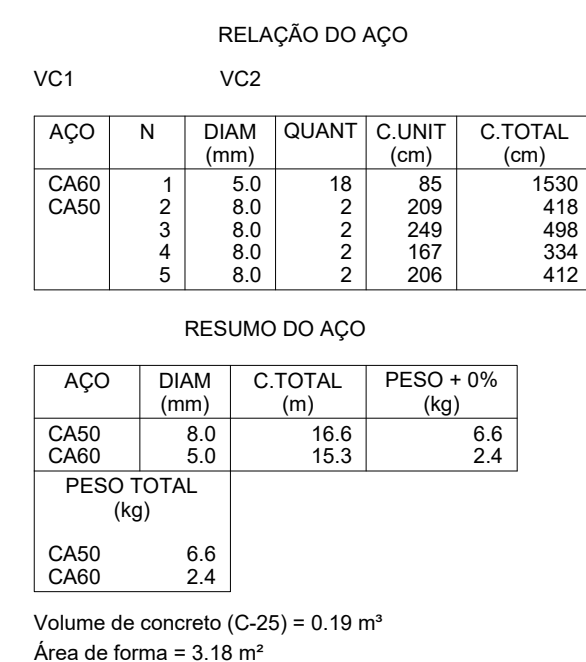 RELAÇÃO DO AÇO
VC1 VC2
AÇO N DIAM QUANT C.UNIT C.TOTAL
(mm) (cm) (cm)
CA60 1 5.0 18 85 1530
CA50 2 8.0 2 209 418
3 8.0 2 249 498
4 8.0 2 167 334
5 8.0 2 206 412
RESUMO DO AÇO
AÇO DIAM C.TOTAL PESO + 0%
(mm) (m) (kg)
CA50 8.0 16.6 6.6
CA60 5.0 15.3 2.4
PESO TOTAL
(kg)
CA50 6.6
CA60 2.4
Volume de concreto (C-25) = 0.19 m³
Área de forma = 3.18 m²